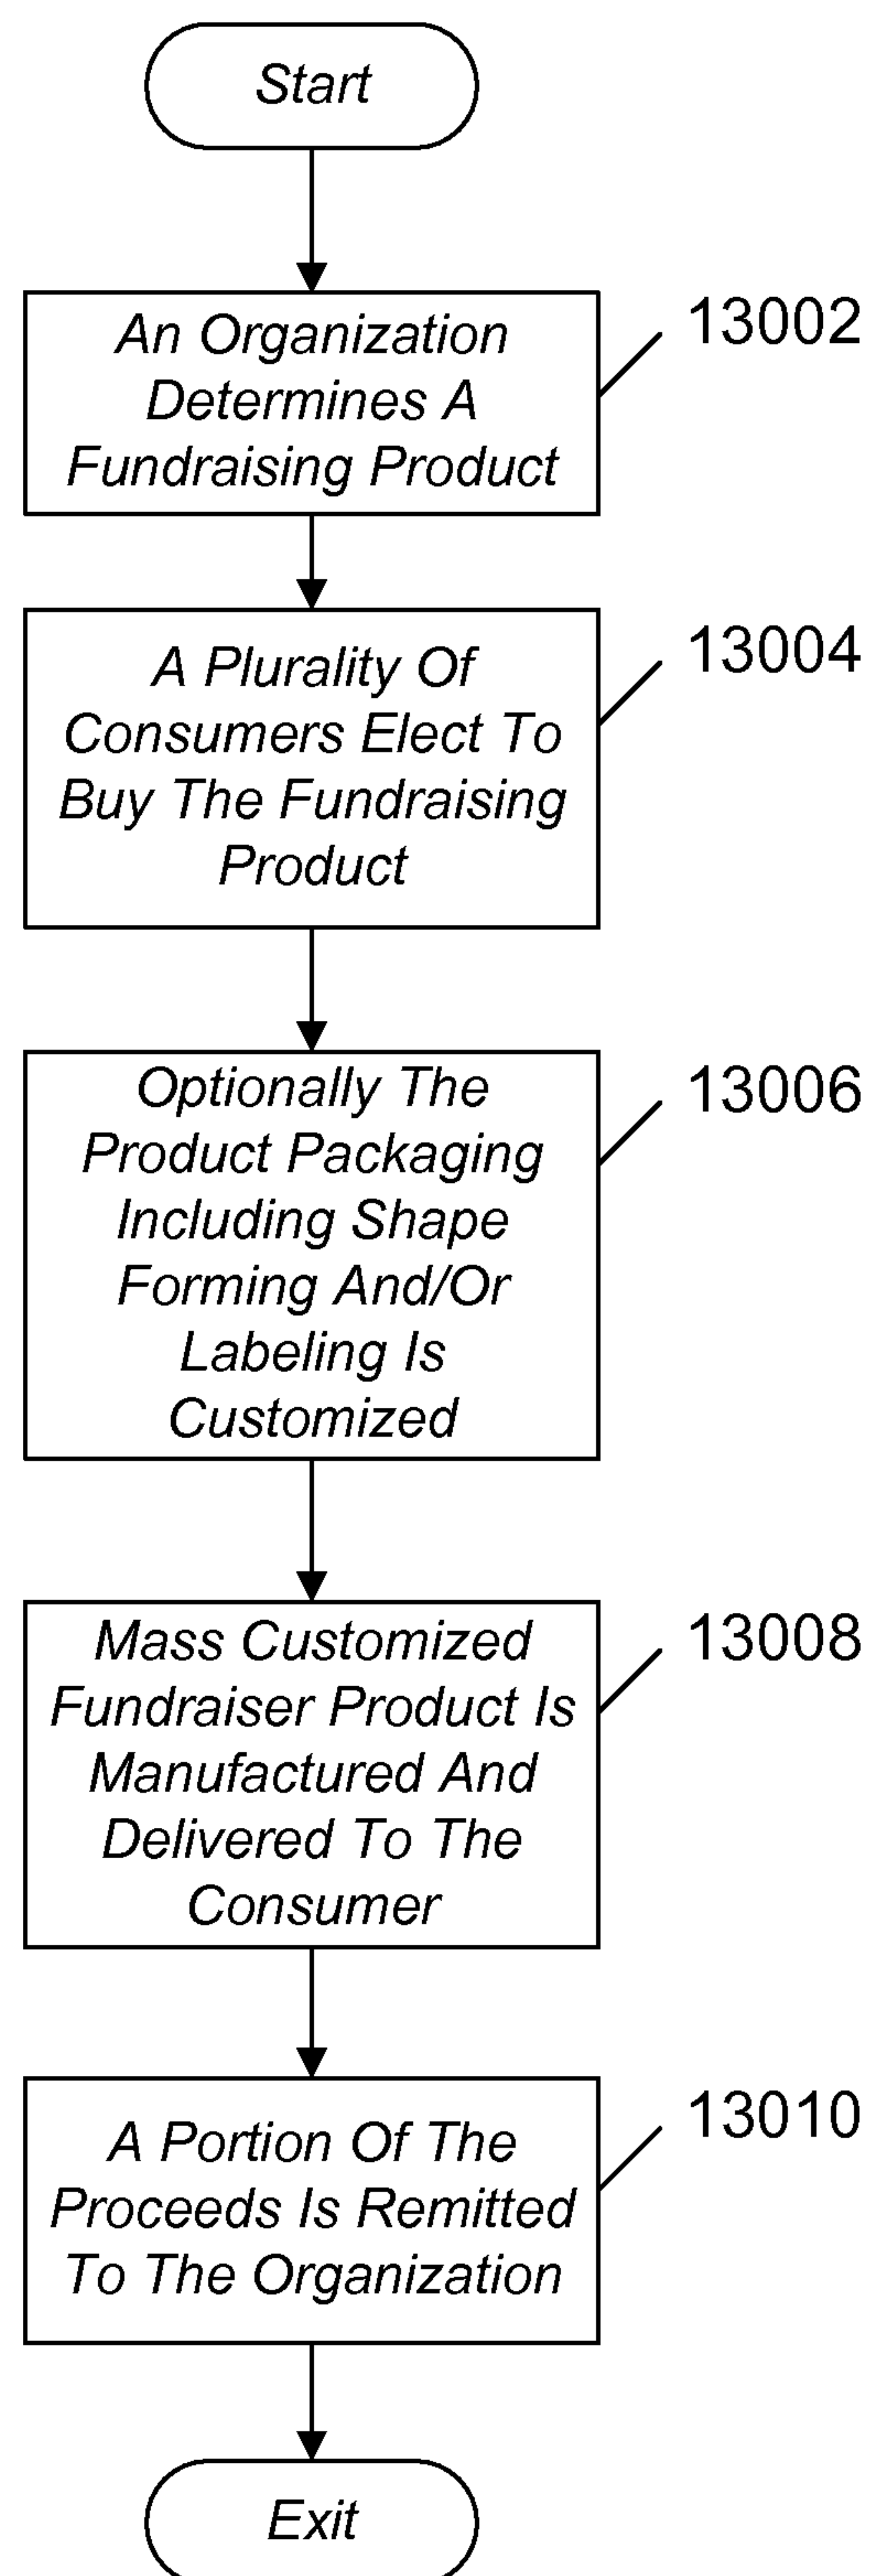 Start
An Organization
Determines A
Fundraising Product
13002
A Plurality Of
Consumers Elect To
Buy The Fundraising
Product
13004
Optionally The
Product Packaging
Including Shape
Forming And/Or
Labeling Is
Customized
13006
Mass Customized
Fundraiser Product Is
Manufactured And
Delivered To The
Consumer
13008
A Portion Of The
Proceeds Is Remitted
To The Organization
13010
Exit